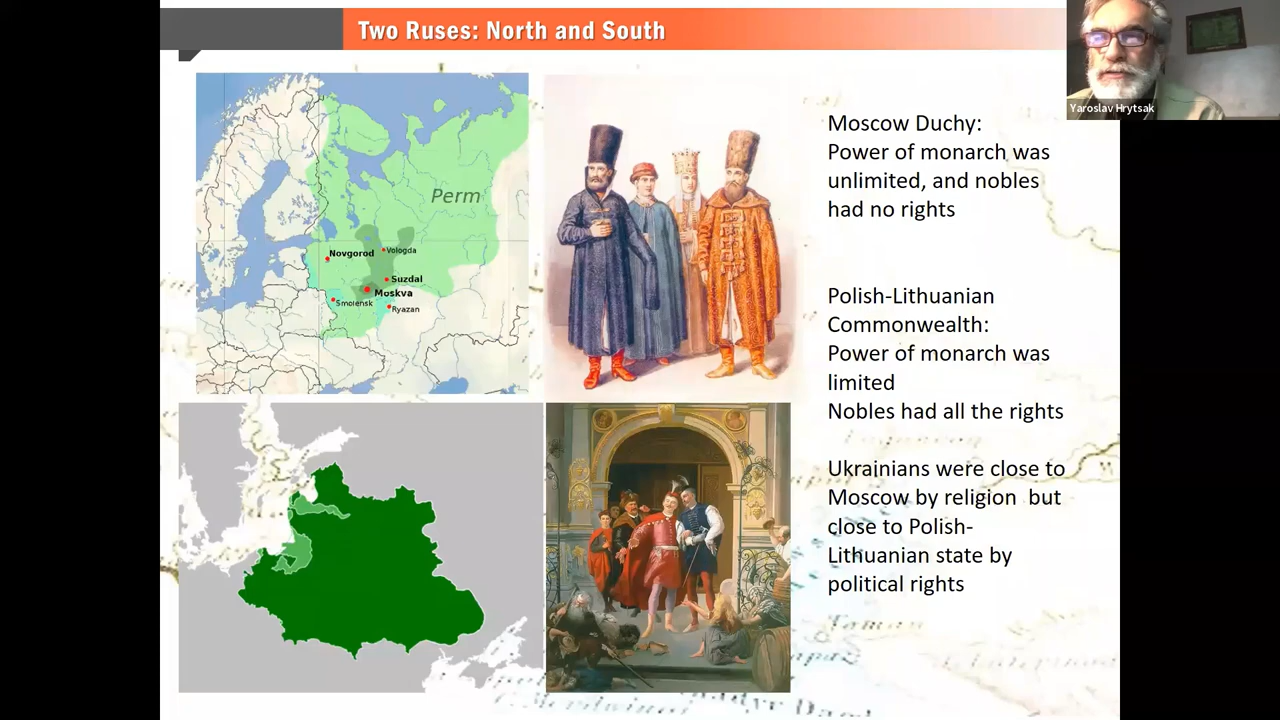 Two Ruses: North and South
Yaroslav Hrytsak
Perm
Novgorod
Vologda
Suzdal
Moskva
Smolensk
Ryazan
Moscow Duchy:
Power of monarch was
unlimited, and nobles
had no rights
Polish-Lithuanian
Commonwealth:
Power of monarch was
limited
Nobles had all the rights
Ukrainians were close to
Moscow by religion but
close to Polish-
Lithuanian state by
political rights
Taman